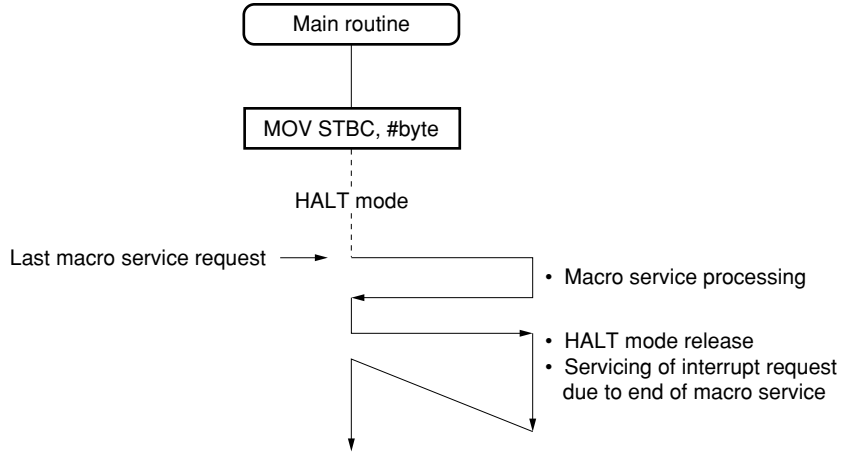 Main routine
MOV STBC, #byte
HALT mode
Last macro service request
• Macro service processing
• HALT mode release
• Servicing of interrupt request
due to end of macro service